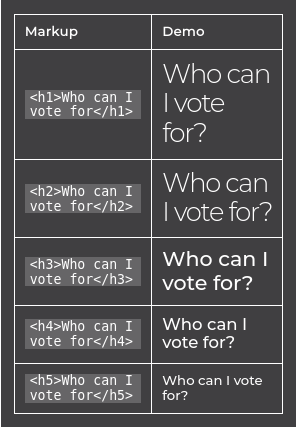 Markup Demo
<h1>Who can I
vote for</h1>
Who can
I vote
for?
<h2>Who can I
vote for</h2>
Who can
I vote for?
<h3>Who can I
vote for</h3>
Who can I
vote for?
<h4>Who can I
vote for</h4>
Who can I
vote for?
<h5>Who can I
vote for</h5>
Who can I vote
for?